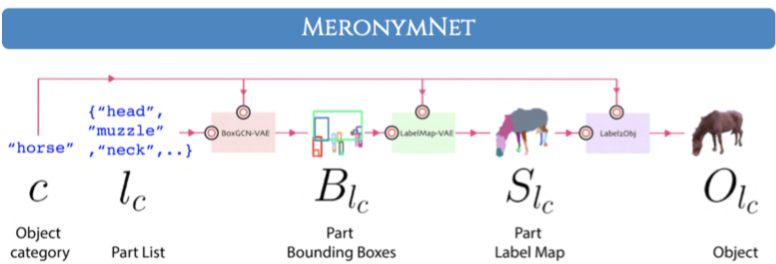 MERONYMNET
"horse"
{"head",
"muzzle"
,"neck",..}
BoxGCN-VAE
LabelMap-VAE
Label2Obj
c
l_c
B_{l_c}
S_{l_c}
O_{l_c}
Object
category
Part List
Part
Bounding Boxes
Part
Label Map
Object